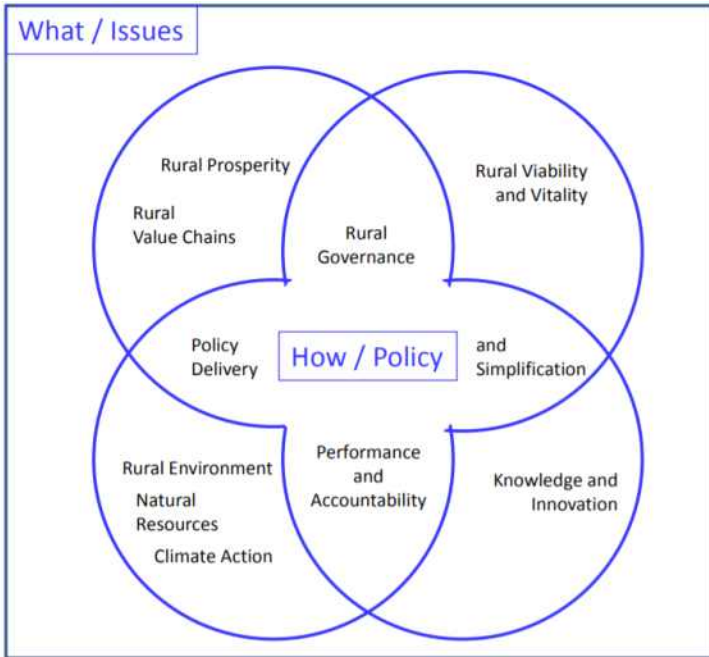 What / Issues
Rural Prosperity
Rural
Value Chains
Rural Viability
and Vitality
Rural
Governance
Policy
Delivery
How / Policy
and
Simplification
Rural Environment
Natural
Resources
Climate Action
Performance
and
Accountability
Knowledge and
Innovation